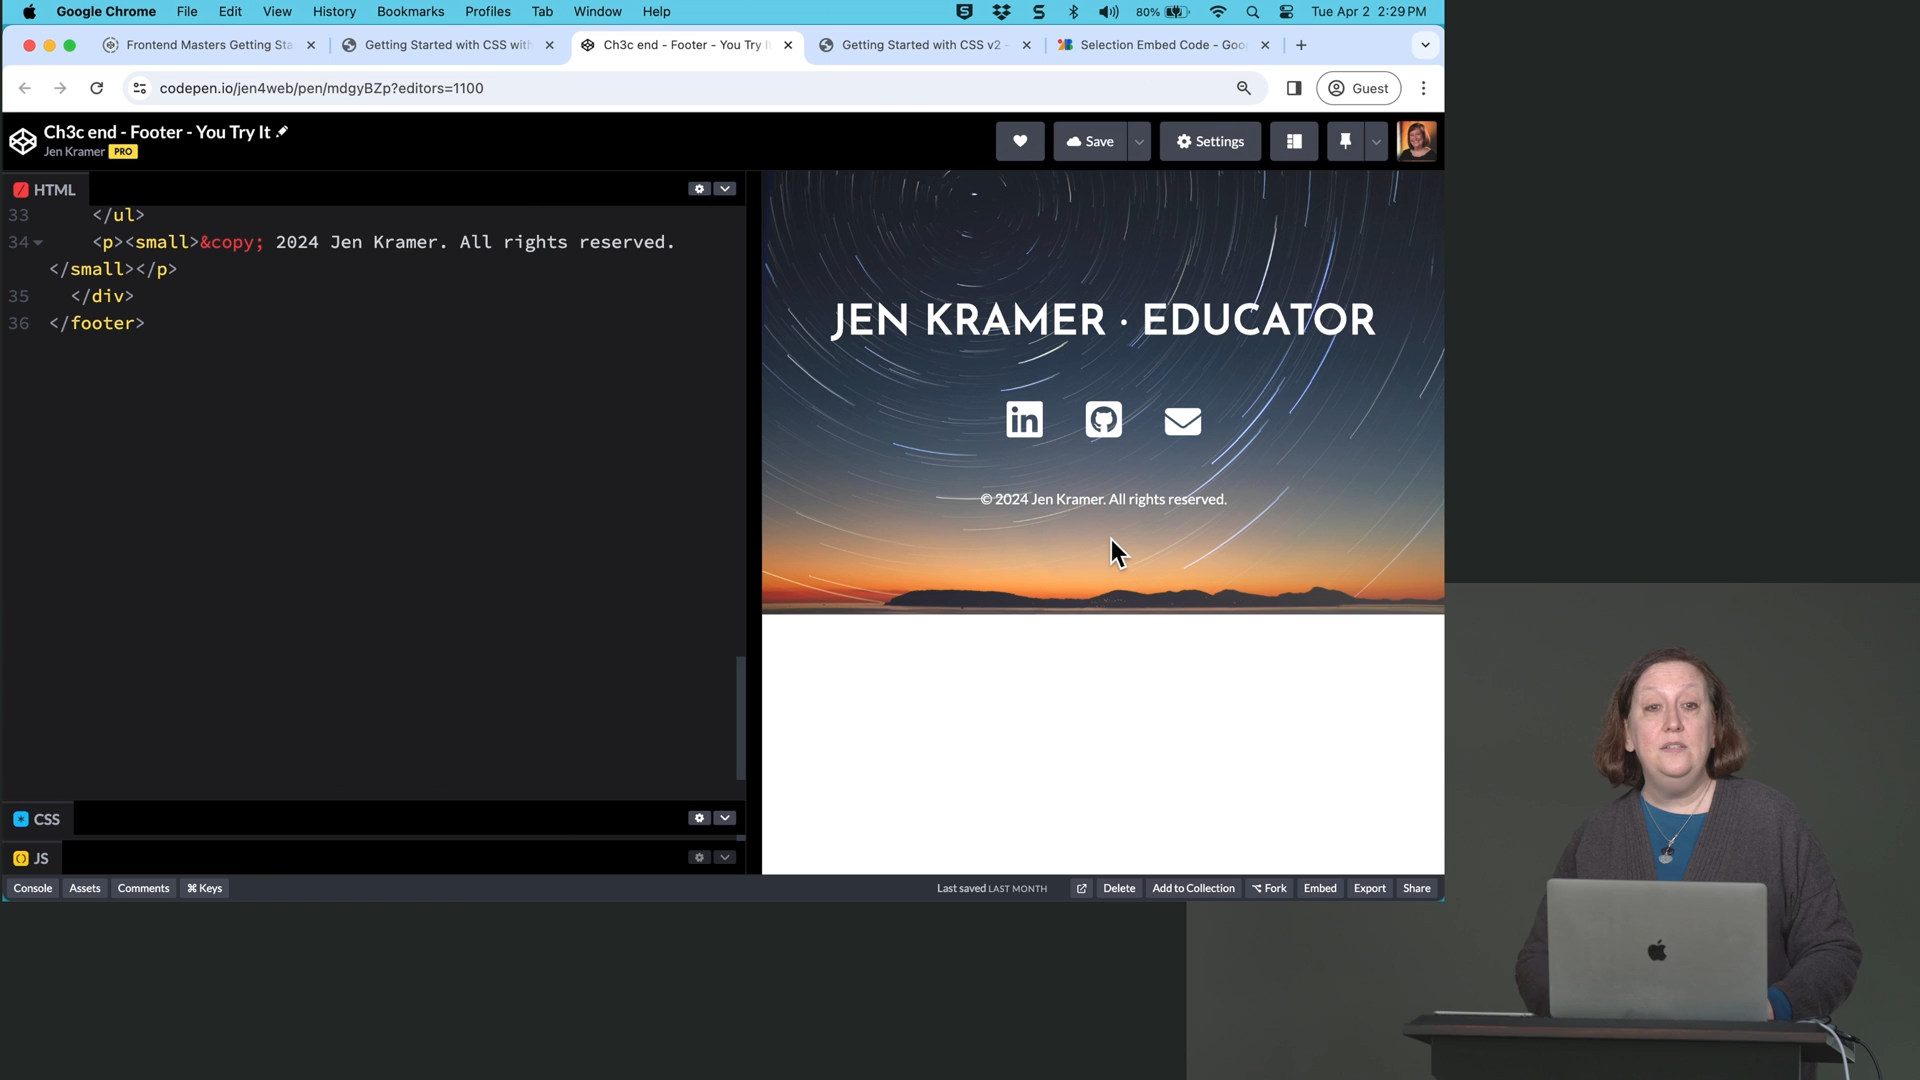 Google Chrome File Edit View History Bookmarks Profiles Tab Window Help 80% Tue Apr 2 2:29 PM
Frontend Masters Getting Sta Getting Started with CSS with Ch3c end - Footer - You Try It Getting Started with CSS v2 - Selection Embed Code - Goo
codepen.io/jen4web/pen/mdgyBZp?editors=1100 Guest
Ch3c end - Footer - You Try It
Jen Kramer PRO
Save Settings
HTML
33 </ul>
34 <p><small>&copy; 2024 Jen Kramer. All rights reserved.
</small></p>
35 </div>
36 </footer>
CSS
JS
JEN KRAMER · EDUCATOR
in
© 2024 Jen Kramer. All rights reserved.
Console Assets Comments ⌘ Keys Last saved LAST MONTH Delete Add to Collection Fork Embed Export Share